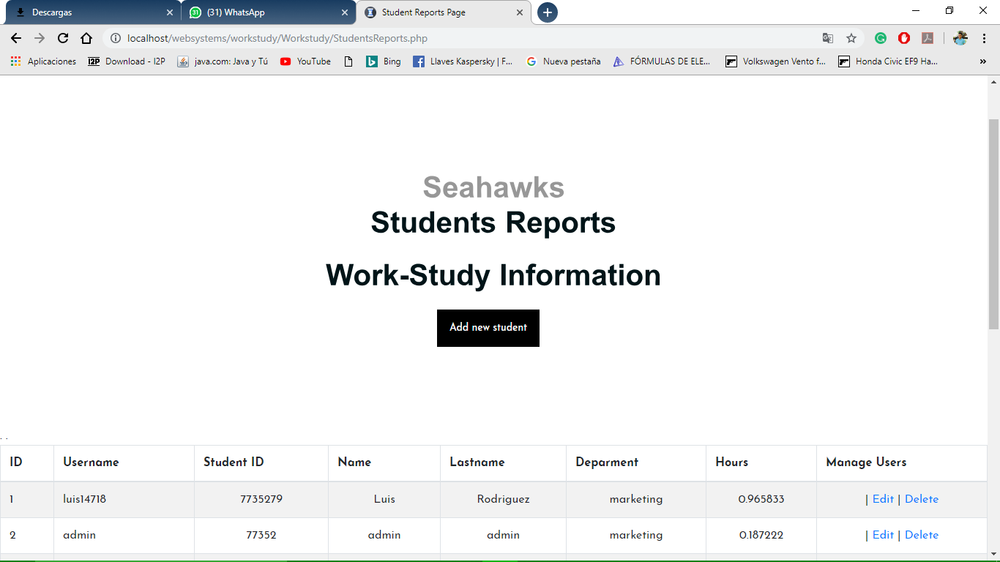 Descargas
31 (31) WhatsApp
Student Reports Page
localhost/websystems/workstudy/Workstudy/StudentsReports.php
Aplicaciones I2P Download - I2P java.com: Java y Tú YouTube Bing Llaves Kaspersky | F... Nueva pestaña FÓRMULAS DE ELE... Volkswagen Vento f... Honda Civic EF9 Ha... »
Seahawks
Students Reports
Work-Study Information
Add new student
. .
ID Username Student ID Name Lastname Deparment Hours Manage Users
1 luis14718 7735279 Luis Rodriguez marketing 0.965833 | Edit | Delete
2 admin 77352 admin admin marketing 0.187222 | Edit | Delete